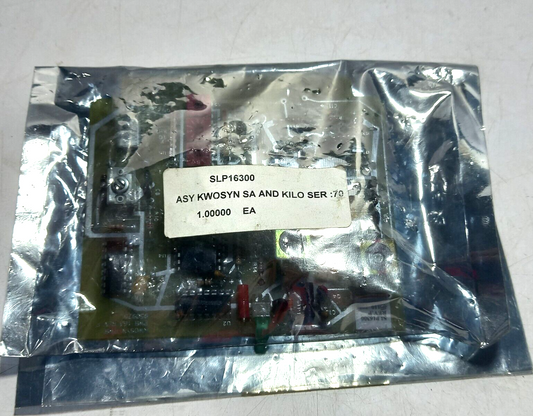 SLP16300
ASY KWOSYN SA AND KILO SER :70
1.00000 EA